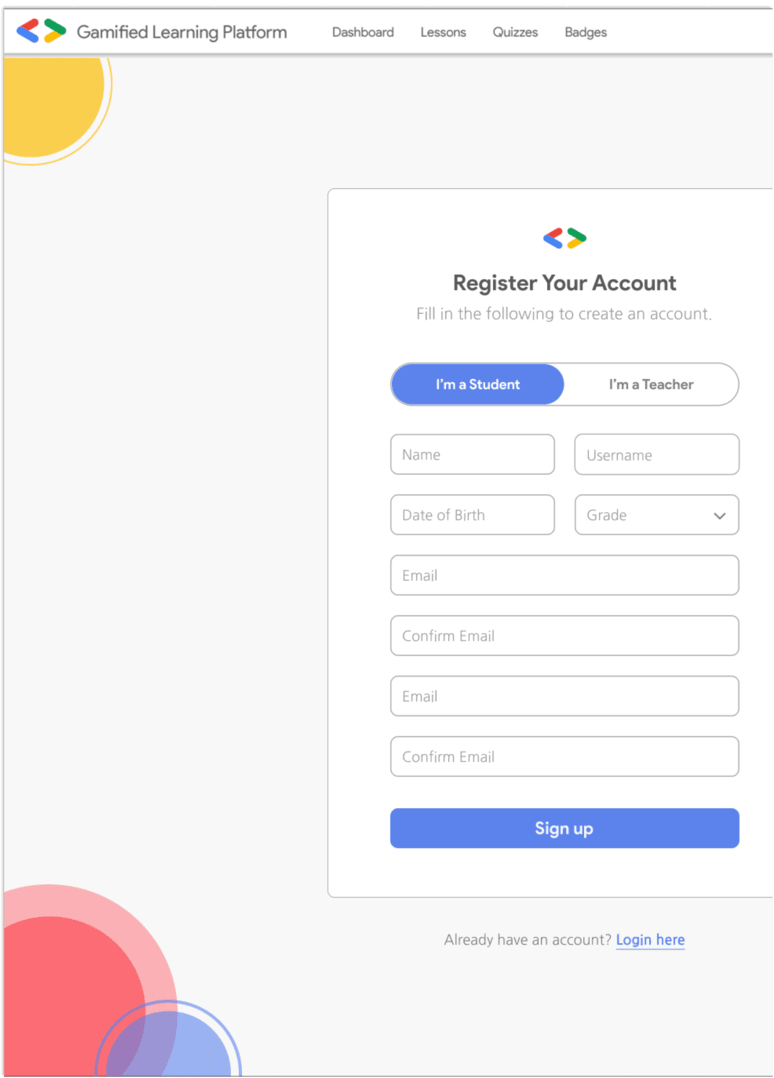 Gamified Learning Platform Dashboard Lessons Quizzes Badges
Register Your Account
Fill in the following to create an account.
I'm a Student I'm a Teacher
Name Username
Date of Birth Grade
Email
Confirm Email
Email
Confirm Email
Sign up
Already have an account? Login here